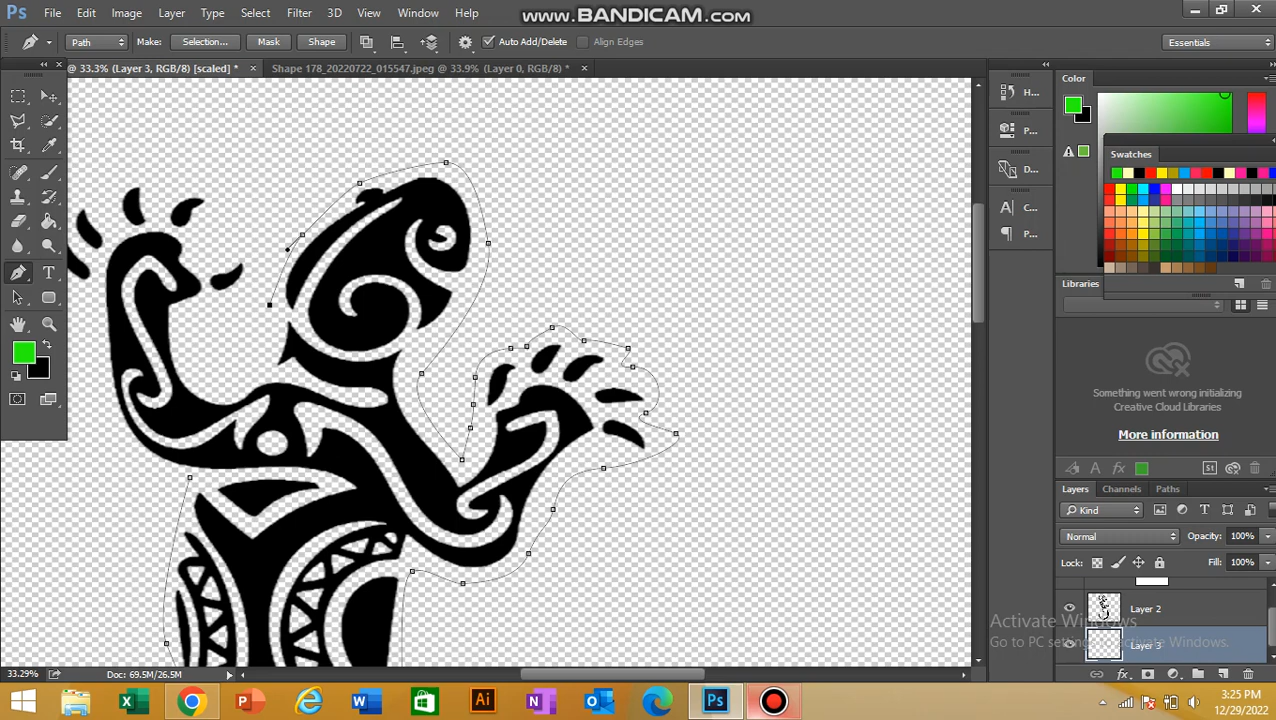 Ps File Edit Image Layer Type Select Filter 3D View Window Help
www.BANDICAM.com
Path Make: Selection... Mask Shape Auto Add/Delete Align Edges Essentials
@ 33.3% (Layer 3, RGB/8) [scaled] * Shape 178_20220722_015547.jpeg @ 33.9% (Layer 0, RGB/8) *
H...
P...
D...
C...
P...
Color
Swatches
Libraries
Something went wrong initializing
Creative Cloud Libraries
More information
Layers Channels Paths
Kind
Normal Opacity: 100%
Lock: Fill: 100%
Layer 2
Layer 3
Activate Windows
Go to PC settings to activate Windows.
33.29% Doc: 69.5M/26.5M
3:25 PM
12/29/2022